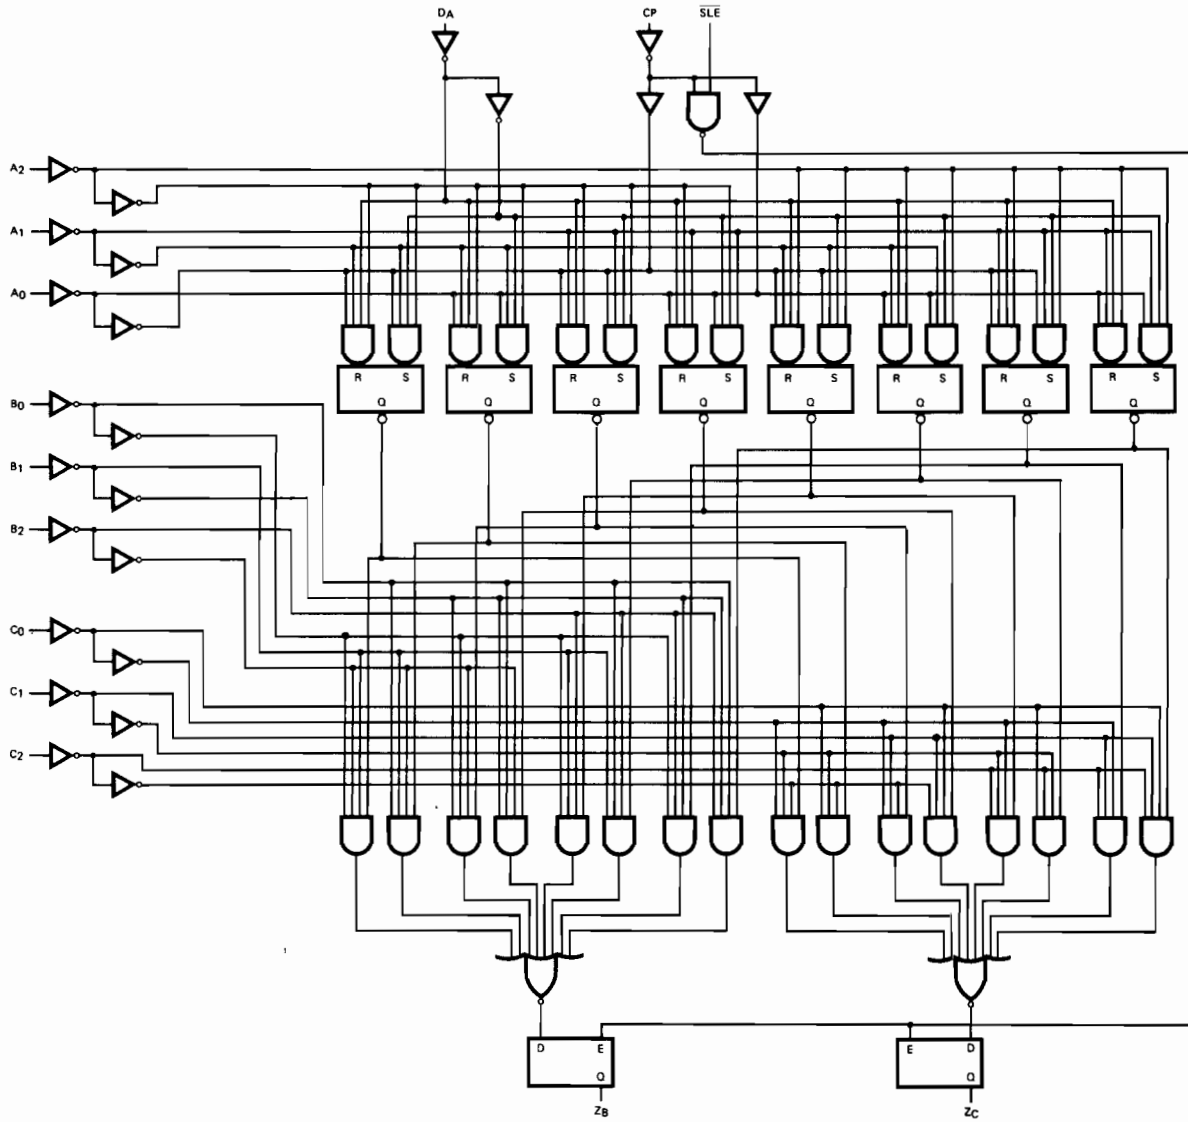 DA CP SLE
A2
A1
A0
R S R S R S R S R S R S R S R S
Q Q Q Q Q Q Q Q
B0
B1
B2
C0
C1
C2
D E E D
Q Q
ZB ZC